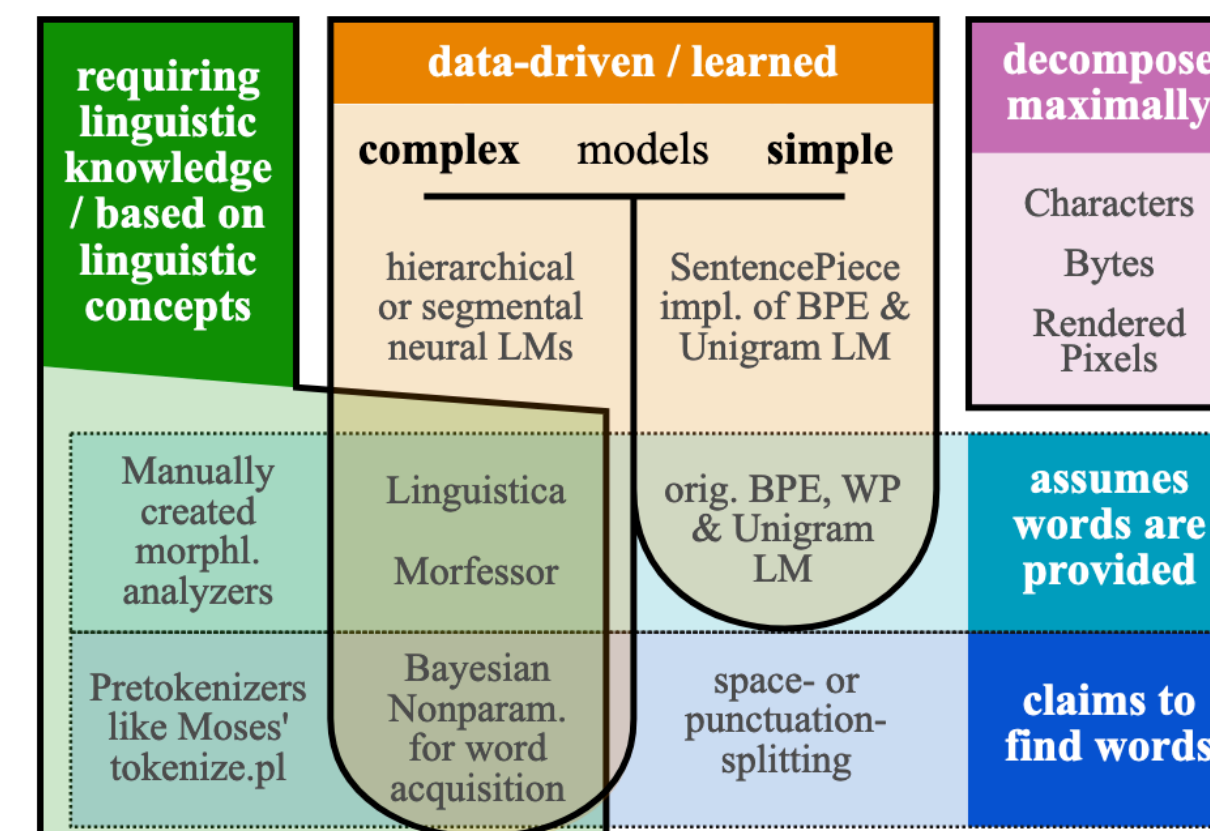 requiring
linguistic
knowledge
/ based on
linguistic
concepts
data-driven / learned
complex models simple
hierarchical
or segmental
neural LMs
SentencePiece
impl. of BPE &
Unigram LM
decompose
maximally
Characters
Bytes
Rendered
Pixels
Manually
created
morphl.
analyzers
Linguistica
Morfessor
orig. BPE, WP
& Unigram
LM
assumes
words are
provided
Pretokenizers
like Moses'
tokenize.pl
Bayesian
Nonparam.
for word
acquisition
space- or
punctuation-
splitting
claims to
find words